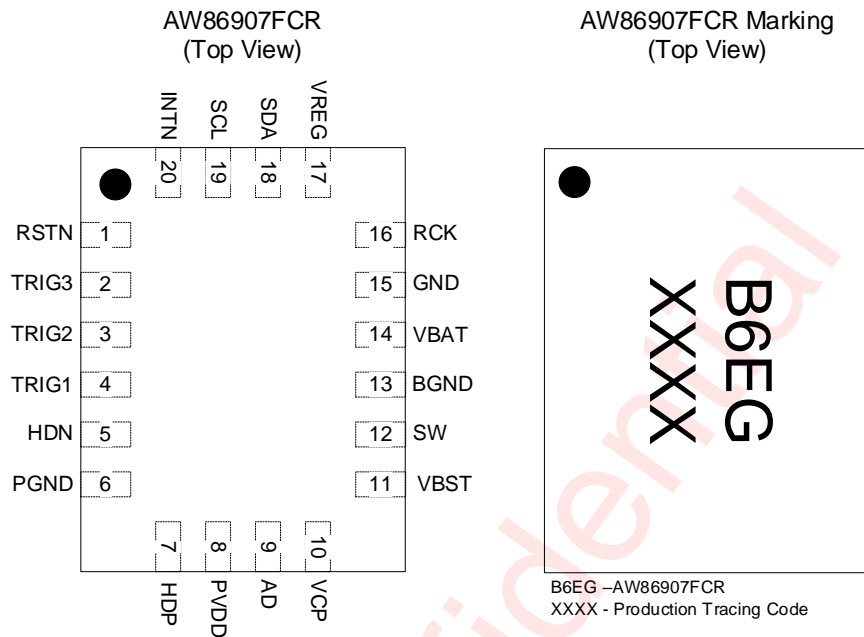 AW86907FCR
(Top View)
INTN
SCL
SDA
VREG
20
19
18
17
RSTN 1
TRIG3 2
TRIG2 3
TRIG1 4
HDN 5
PGND 6
16 RCK
15 GND
14 VBAT
13 BGND
12 SW
11 VBST
7
8
9
10
HDP
PVDD
AD
VCP
AW86907FCR Marking
(Top View)
B6EG
XXXX
B6EG –AW86907FCR
XXXX - Production Tracing Code